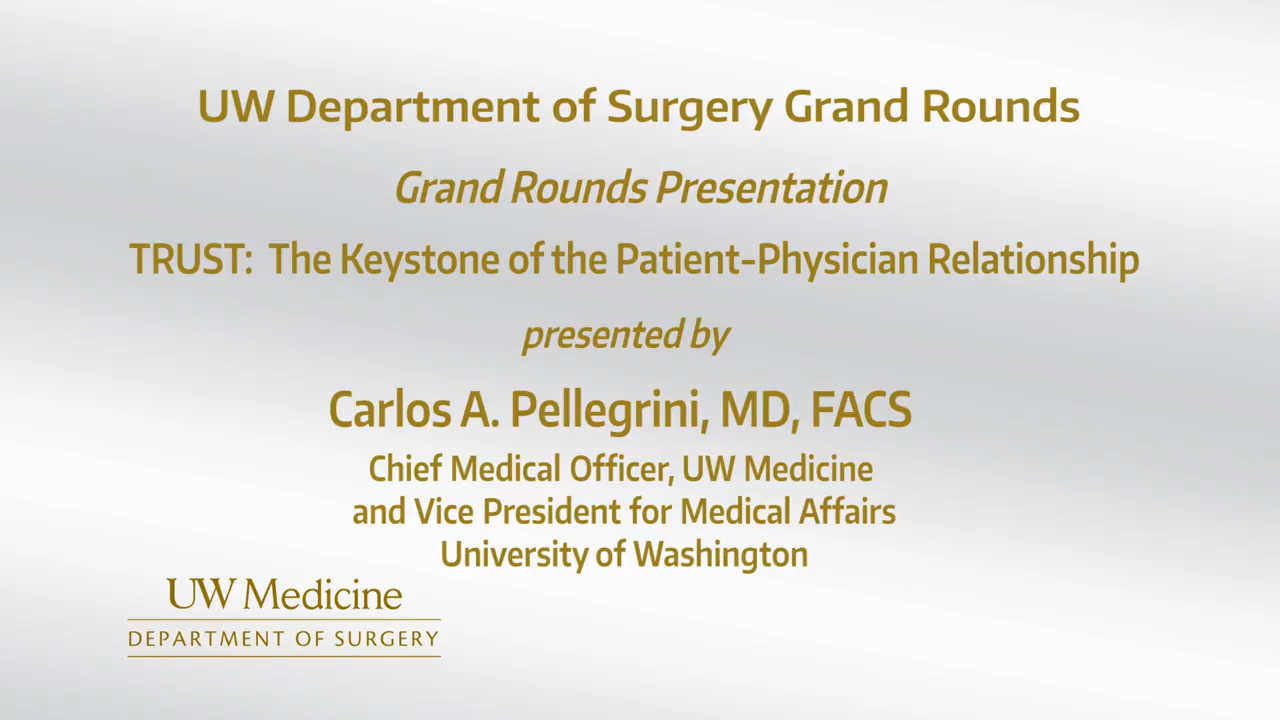 UW Department of Surgery Grand Rounds
Grand Rounds Presentation
TRUST: The Keystone of the Patient-Physician Relationship
presented by
Carlos A. Pellegrini, MD, FACS
Chief Medical Officer, UW Medicine
and Vice President for Medical Affairs
University of Washington
UW Medicine
DEPARTMENT OF SURGERY